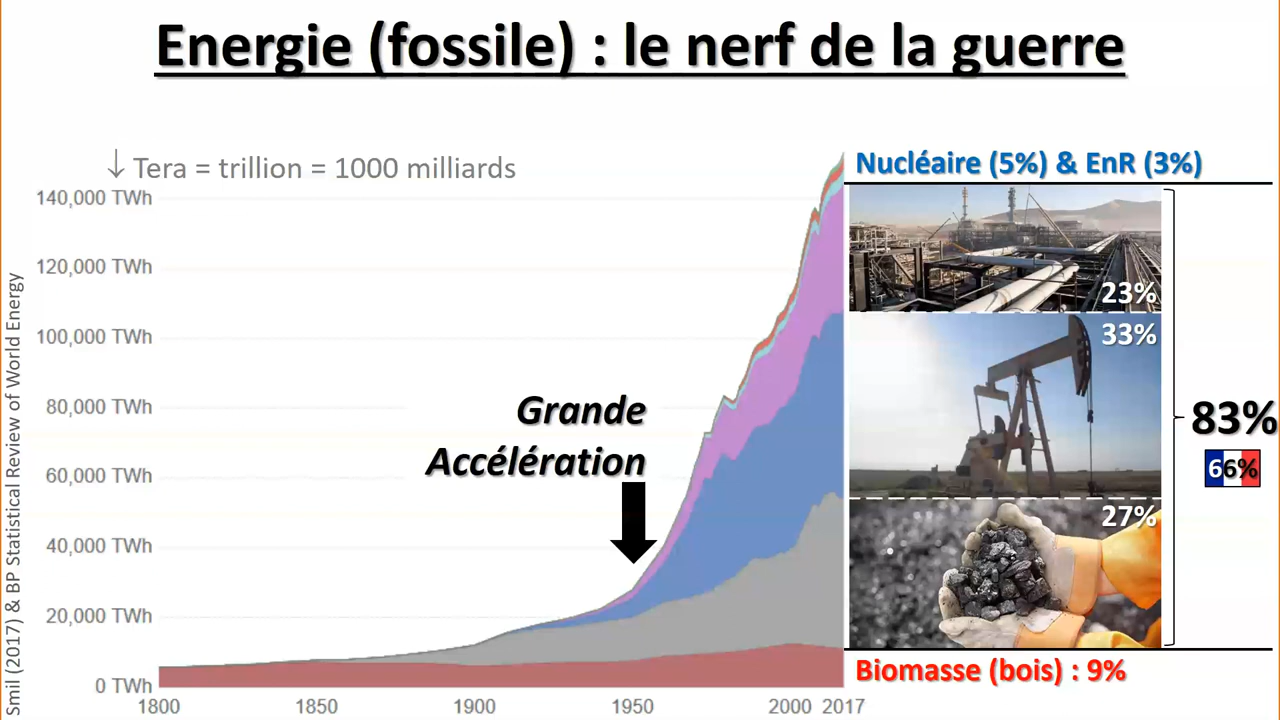 Energie (fossile) : le nerf de la guerre
↓ Tera = trillion = 1000 milliards
140,000 TWh
120,000 TWh
100,000 TWh
80,000 TWh
60,000 TWh
40,000 TWh
20,000 TWh
0 TWh
1800
1850
1900
1950
2000
2017
Smil (2017) & BP Statistical Review of World Energy
Grande
Accélération
Nucléaire (5%) & EnR (3%)
23%
33%
27%
83%
66%
Biomasse (bois) : 9%